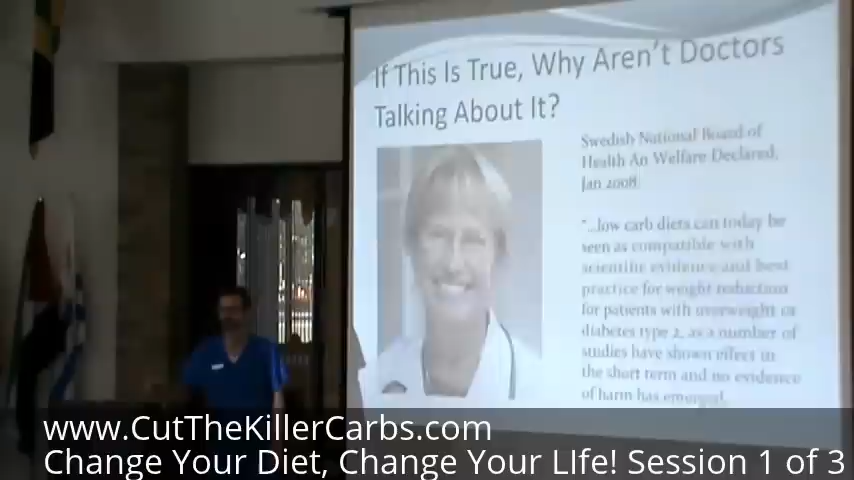 If This Is True, Why Aren't Doctors
Talking About It?
Swedish National Board of
Health An Welfare Declared,
Jan 2008
"...low carb diets can today be
seen as compatible with
scientific evidence and best
practice for weight reduction
for patients with overweight or
diabetes type 2, as a number of
studies have shown effect in
the short term and no evidence
of harm has emerged.
www.CutTheKillerCarbs.com
Change Your Diet, Change Your LIfe! Session 1 of 3